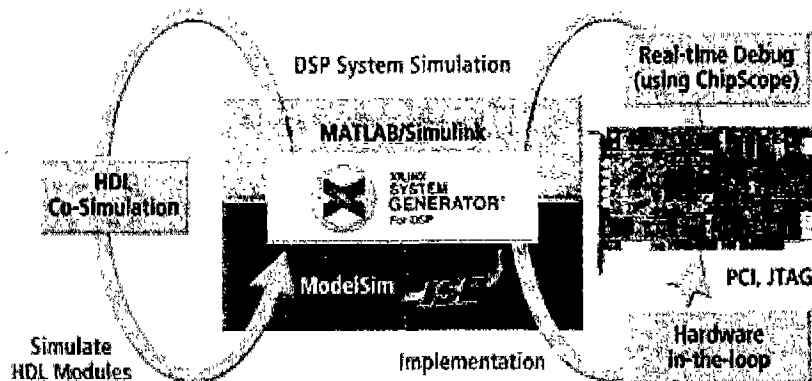 DSP System Simulation
Real-time Debug
(using ChipScope)
MATLAB/Simulink
HDL
Co-Simulation
XILINX
SYSTEM
GENERATOR
For DSP
ModelSim
ISE
PCI, JTAG
Simulate
HDL Modules
Implementation
Hardware
in-the-loop